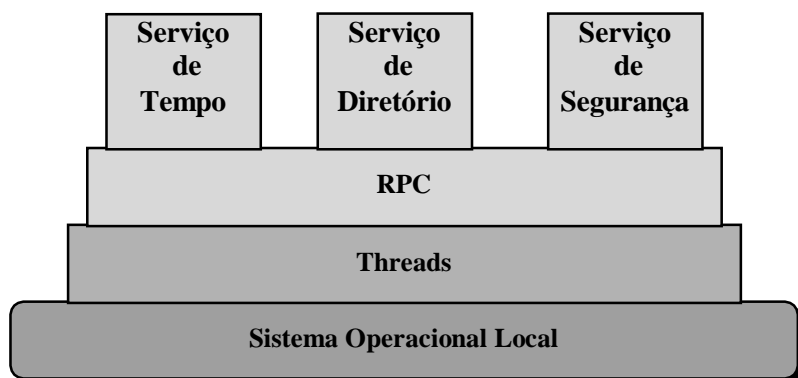 Serviço
de
Tempo
Serviço
de
Diretório
Serviço
de
Segurança
RPC
Threads
Sistema Operacional Local